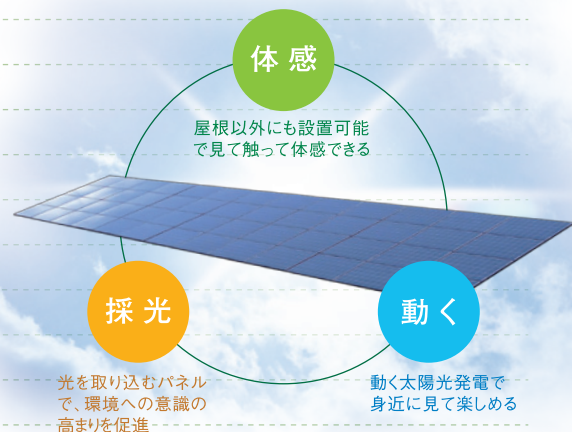 体感
屋根以外にも設置可能
で見て触って体感できる
採光
動く
光を取り込むパネル
で、環境への意識の
高まりを促進
動く太陽光発電で
身近に見て楽しめる